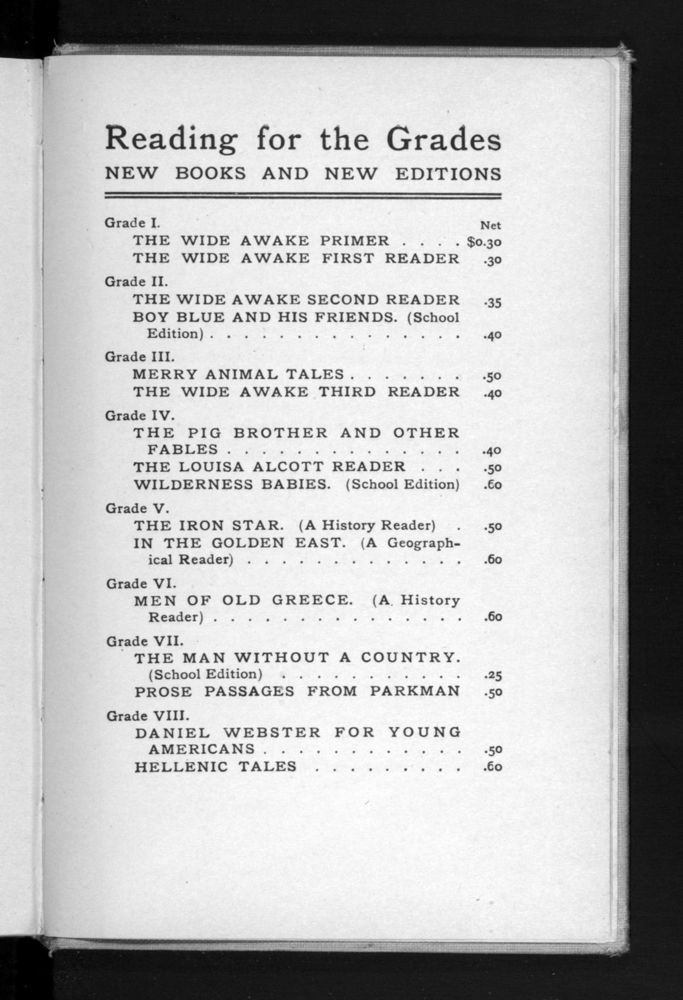 Reading for the Grades
NEW BOOKS AND NEW EDITIONS
Grade I. Net
THE WIDE AWAKE PRIMER . . . . $0.30
THE WIDE AWAKE FIRST READER .30
Grade II.
THE WIDE AWAKE SECOND READER .35
BOY BLUE AND HIS FRIENDS. (School
Edition) . . . . . . . . . . . . . . .40
Grade III.
MERRY ANIMAL TALES . . . . . . . .50
THE WIDE AWAKE THIRD READER .40
Grade IV.
THE PIG BROTHER AND OTHER
FABLES . . . . . . . . . . . . . .40
THE LOUISA ALCOTT READER . . . .50
WILDERNESS BABIES. (School Edition) .60
Grade V.
THE IRON STAR. (A History Reader) . .50
IN THE GOLDEN EAST. (A Geograph-
ical Reader) . . . . . . . . . . . . .60
Grade VI.
MEN OF OLD GREECE. (A History
Reader) . . . . . . . . . . . . . . .60
Grade VII.
THE MAN WITHOUT A COUNTRY.
(School Edition) . . . . . . . . . . .25
PROSE PASSAGES FROM PARKMAN .50
Grade VIII.
DANIEL WEBSTER FOR YOUNG
AMERICANS . . . . . . . . . . . . .50
HELLENIC TALES . . . . . . . . . .60